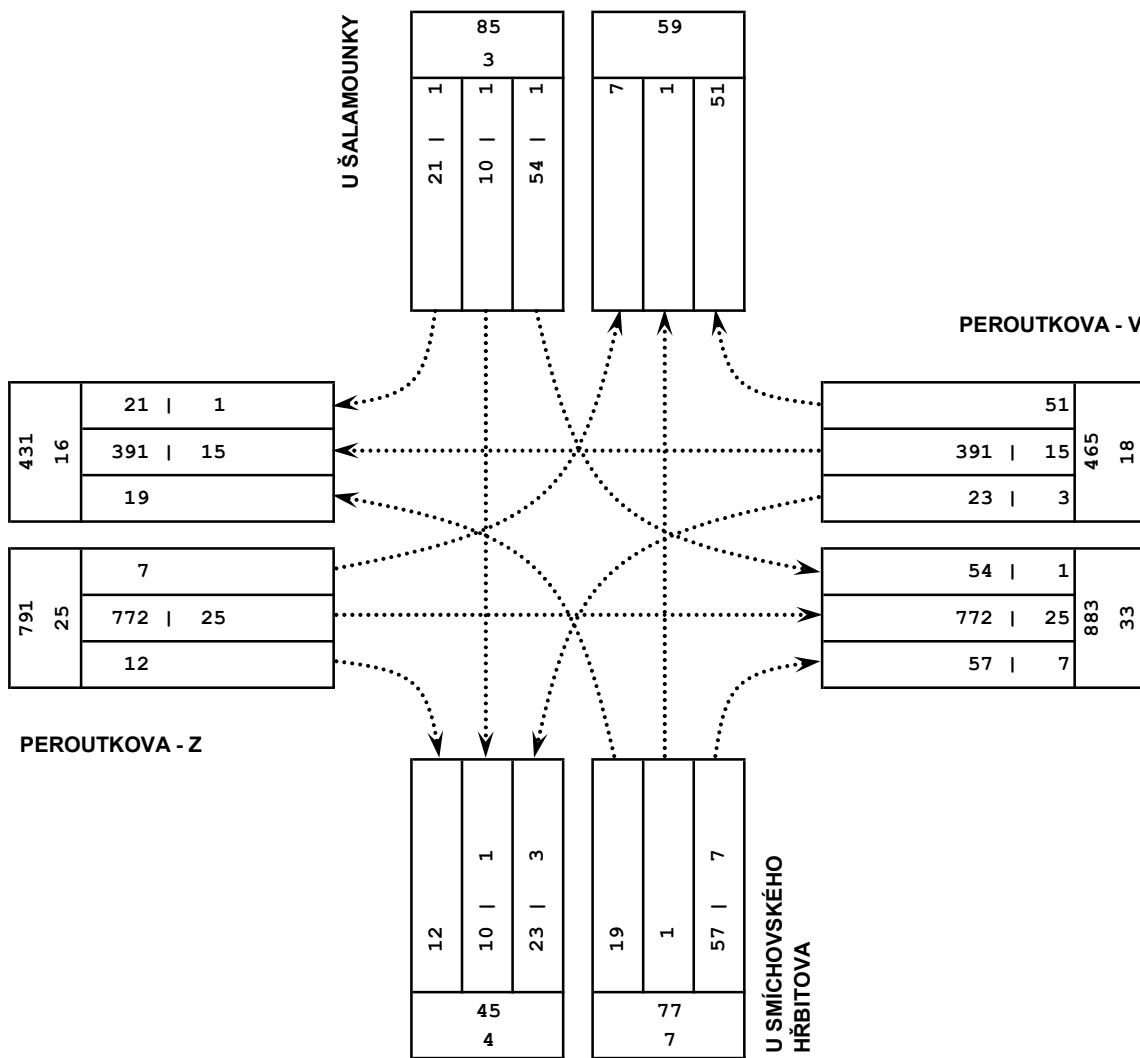 85
3
59
U ŠALAMOUNKY
21 | 1
10 | 1
54 | 1
7
1
51
PEROUTKOVA - V
431
16
21 | 1
391 | 15
19
51
391 | 15
23 | 3
465
18
791
25
7
772 | 25
12
54 | 1
772 | 25
57 | 7
883
33
PEROUTKOVA - Z
12
10 | 1
23 | 3
19
1
57 | 7
U SMÍCHOVSKÉHO
HŘBITOVA
45
4
77
7